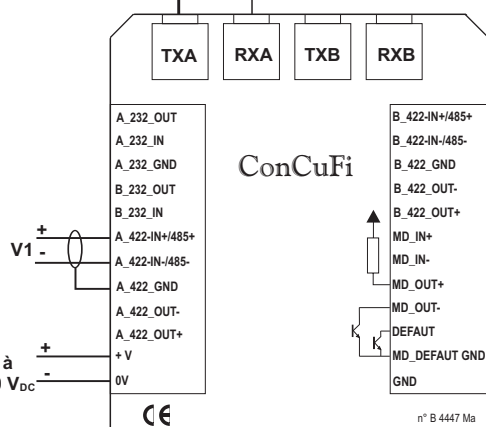 TXA RXA TXB RXB
A_232_OUT
A_232_IN
A_232_GND
B_232_OUT
B_232_IN
A_422-IN+/485+
A_422-IN-/485-
A_422_GND
A_422_OUT-
A_422_OUT+
+ V
0V
+
V1
-
+
à
-
V DC
ConCuFi
B_422-IN+/485+
B_422-IN-/485-
B_422_GND
B_422_OUT-
B_422_OUT+
MD_IN+
MD_IN-
MD_OUT+
MD_OUT-
DEFAUT
MD_DEFAUT GND
GND
CE
n° B 4447 Ma